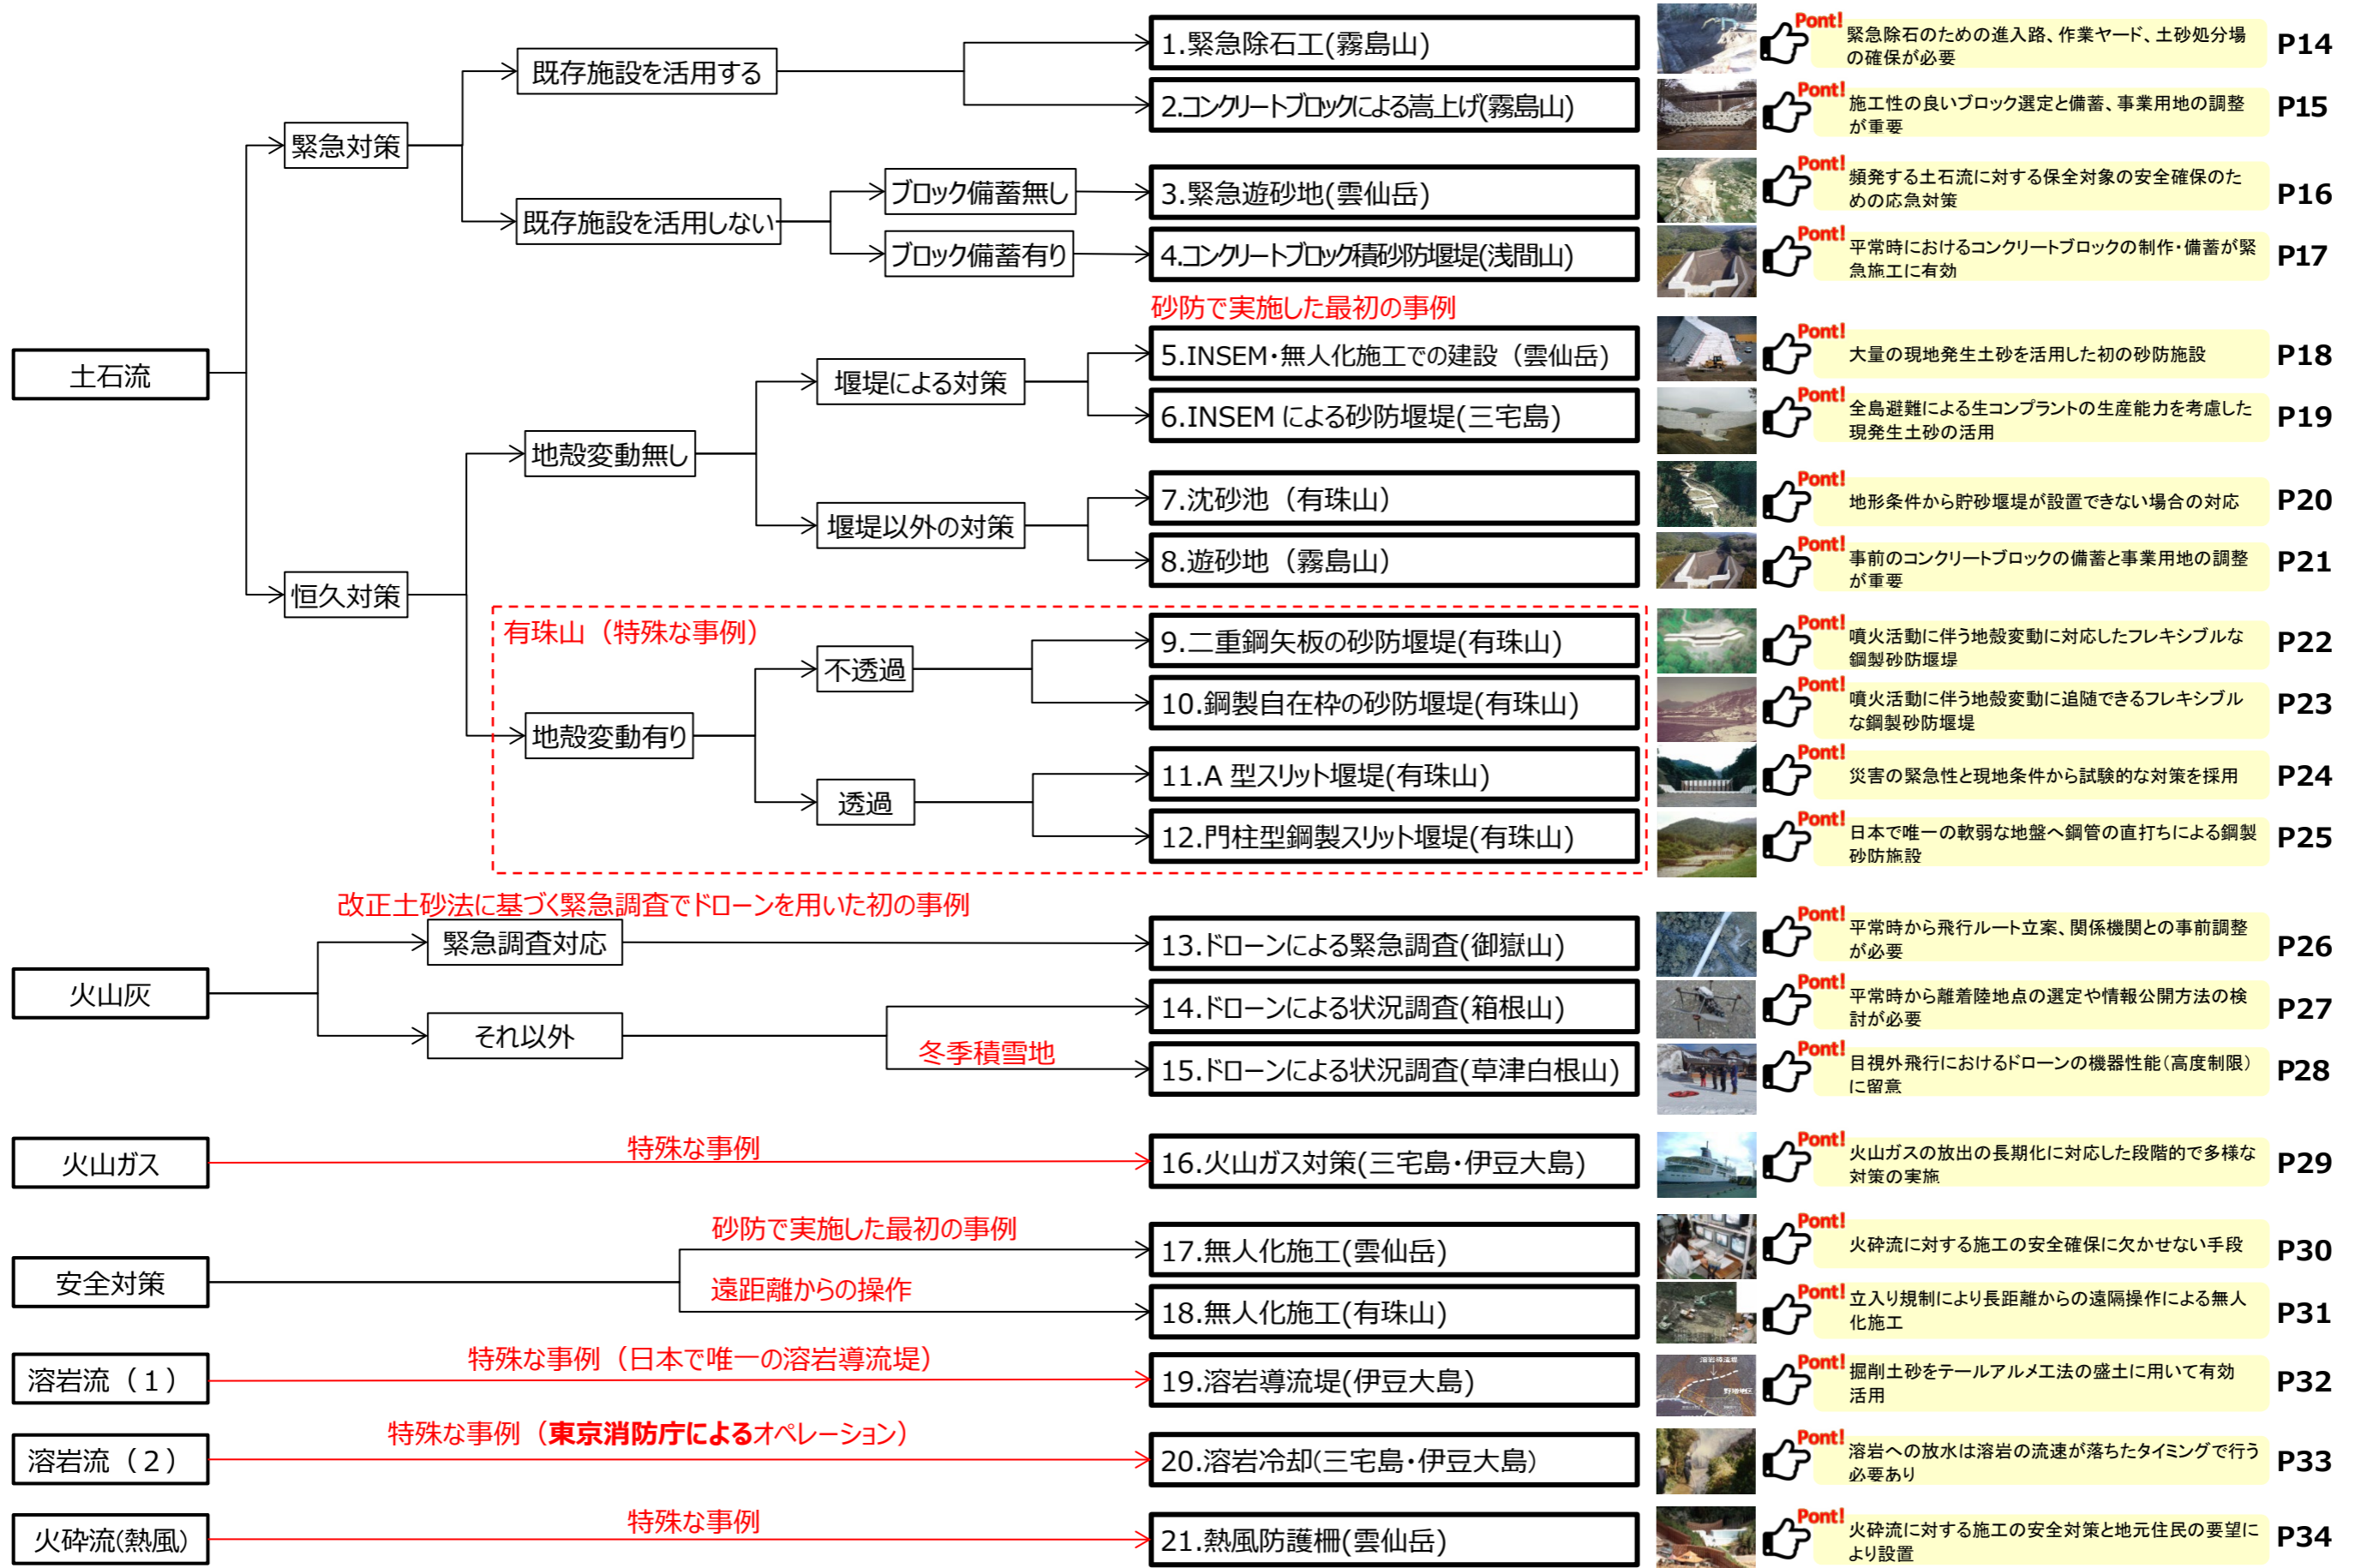 土石流
緊急対策
既存施設を活用する
1.緊急除石工(霧島山)
Pont!
緊急除石のための進入路、作業ヤード、土砂処分場
の確保が必要
P14
2.コンクリートブロックによる嵩上げ(霧島山)
Pont!
施工性の良いブロック選定と備蓄、事業用地の調整
が重要
P15
既存施設を活用しない
ブロック備蓄無し
3.緊急遊砂地(雲仙岳)
Pont!
頻発する土石流に対する保全対象の安全確保のた
めの応急対策
P16
ブロック備蓄有り
4.コンクリートブロック積砂防堰堤(浅間山)
Pont!
平常時におけるコンクリートブロックの制作・備蓄が緊
急施工に有効
P17
恒久対策
地殻変動無し
堰堤による対策
砂防で実施した最初の事例
5.INSEM・無人化施工での建設（雲仙岳)
Pont!
大量の現地発生土砂を活用した初の砂防施設
P18
6.INSEM による砂防堰堤(三宅島)
Pont!
全島避難による生コンプラントの生産能力を考慮した
現発生土砂の活用
P19
堰堤以外の対策
7.沈砂池（有珠山）
Pont!
地形条件から貯砂堰堤が設置できない場合の対応
P20
8.遊砂地（霧島山）
Pont!
事前のコンクリートブロックの備蓄と事業用地の調整
が重要
P21
有珠山（特殊な事例）
地殻変動有り
不透過
9.二重鋼矢板の砂防堰堤(有珠山)
Pont!
噴火活動に伴う地殻変動に対応したフレキシブルな
鋼製砂防堰堤
P22
10.鋼製自在枠の砂防堰堤(有珠山)
Pont!
噴火活動に伴う地殻変動に追随できるフレキシブル
な鋼製砂防堰堤
P23
透過
11.A 型スリット堰堤(有珠山)
Pont!
災害の緊急性と現地条件から試験的な対策を採用
P24
12.門柱型鋼製スリット堰堤(有珠山)
Pont!
日本で唯一の軟弱な地盤へ鋼管の直打ちによる鋼製
砂防施設
P25
火山灰
改正土砂法に基づく緊急調査でドローンを用いた初の事例
緊急調査対応
13.ドローンによる緊急調査(御嶽山)
Pont!
平常時から飛行ルート立案、関係機関との事前調整
が必要
P26
それ以外
14.ドローンによる状況調査(箱根山)
Pont!
平常時から離着陸地点の選定や情報公開方法の検
討が必要
P27
冬季積雪地
15.ドローンによる状況調査(草津白根山)
Pont!
目視外飛行におけるドローンの機器性能（高度制限）
に留意
P28
火山ガス
特殊な事例
16.火山ガス対策(三宅島・伊豆大島)
Pont!
火山ガスの放出の長期化に対応した段階的で多様な
対策の実施
P29
安全対策
砂防で実施した最初の事例
17.無人化施工(雲仙岳)
Pont!
火砕流に対する施工の安全確保に欠かせない手段
P30
遠距離からの操作
18.無人化施工(有珠山)
Pont!
立入り規制により長距離からの遠隔操作による無人
化施工
P31
溶岩流（１）
特殊な事例（日本で唯一の溶岩導流堤）
19.溶岩導流堤(伊豆大島)
溶岩導流堤
Pont!
掘削土砂をテールアルメ工法の盛土に用いて有効
活用
P32
溶岩流（２）
特殊な事例（東京消防庁によるオペレーション）
20.溶岩冷却(三宅島・伊豆大島)
Pont!
溶岩への放水は溶岩の流速が落ちたタイミングで行う
必要あり
P33
火砕流(熱風)
特殊な事例
21.熱風防護柵(雲仙岳)
Pont!
火砕流に対する施工の安全対策と地元住民の要望に
より設置
P34